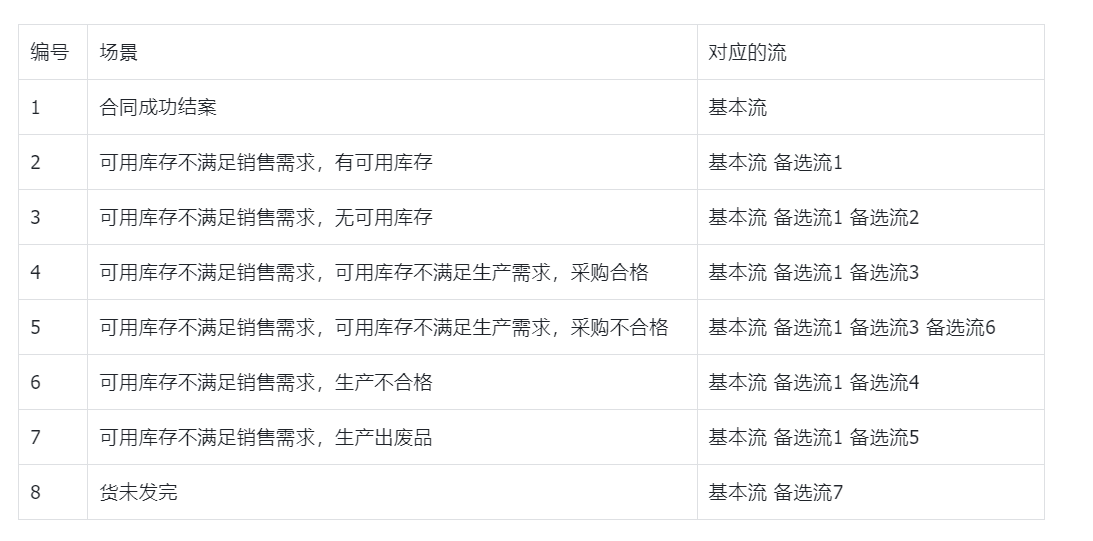 编号 场景 对应的流
1 合同成功结案 基本流
2 可用库存不满足销售需求，有可用库存 基本流 备选流1
3 可用库存不满足销售需求，无可用库存 基本流 备选流1 备选流2
4 可用库存不满足销售需求，可用库存不满足生产需求，采购合格 基本流 备选流1 备选流3
5 可用库存不满足销售需求，可用库存不满足生产需求，采购不合格 基本流 备选流1 备选流3 备选流6
6 可用库存不满足销售需求，生产不合格 基本流 备选流1 备选流4
7 可用库存不满足销售需求，生产出废品 基本流 备选流1 备选流5
8 货未发完 基本流 备选流7